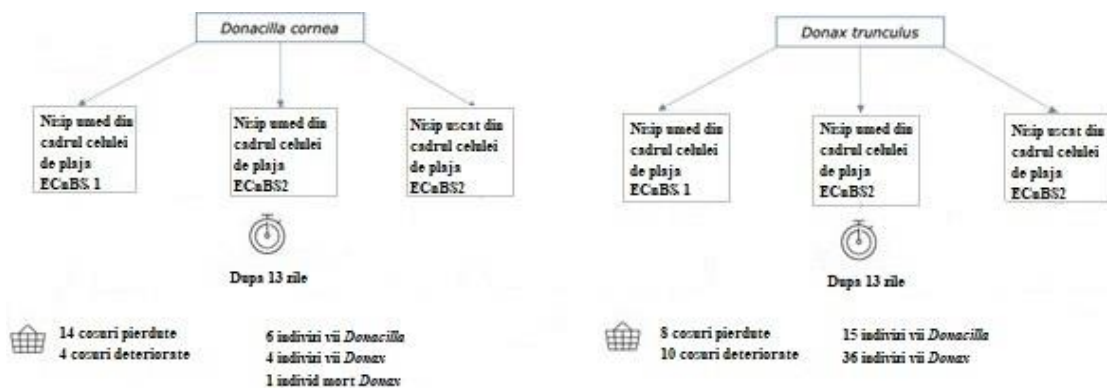 Donacilla cornea
Nisip umed din
cadrul celulei
de plaja
ECuBS 1
Nisip umed din
cadrul celulei
de plaja
ECuBS2
Nisip uscat din
cadrul celulei
de plaja
ECuBS2
Dupa 13 zile
14 cosuri pierdute
4 cosuri deteriorate
6 indivizi vii Donacilla
4 indivizi vii Donax
1 individ mort Donax
Donax trunculus
Nisip umed din
cadrul celulei
de plaja
ECuBS 1
Nisip umed din
cadrul celulei
de plaja
ECuBS2
Nisip uscat din
cadrul celulei
de plaja
ECuBS2
Dupa 13 zile
8 cosuri pierdute
10 cosuri deteriorate
15 indivizi vii Donacilla
36 indivizi vii Donax